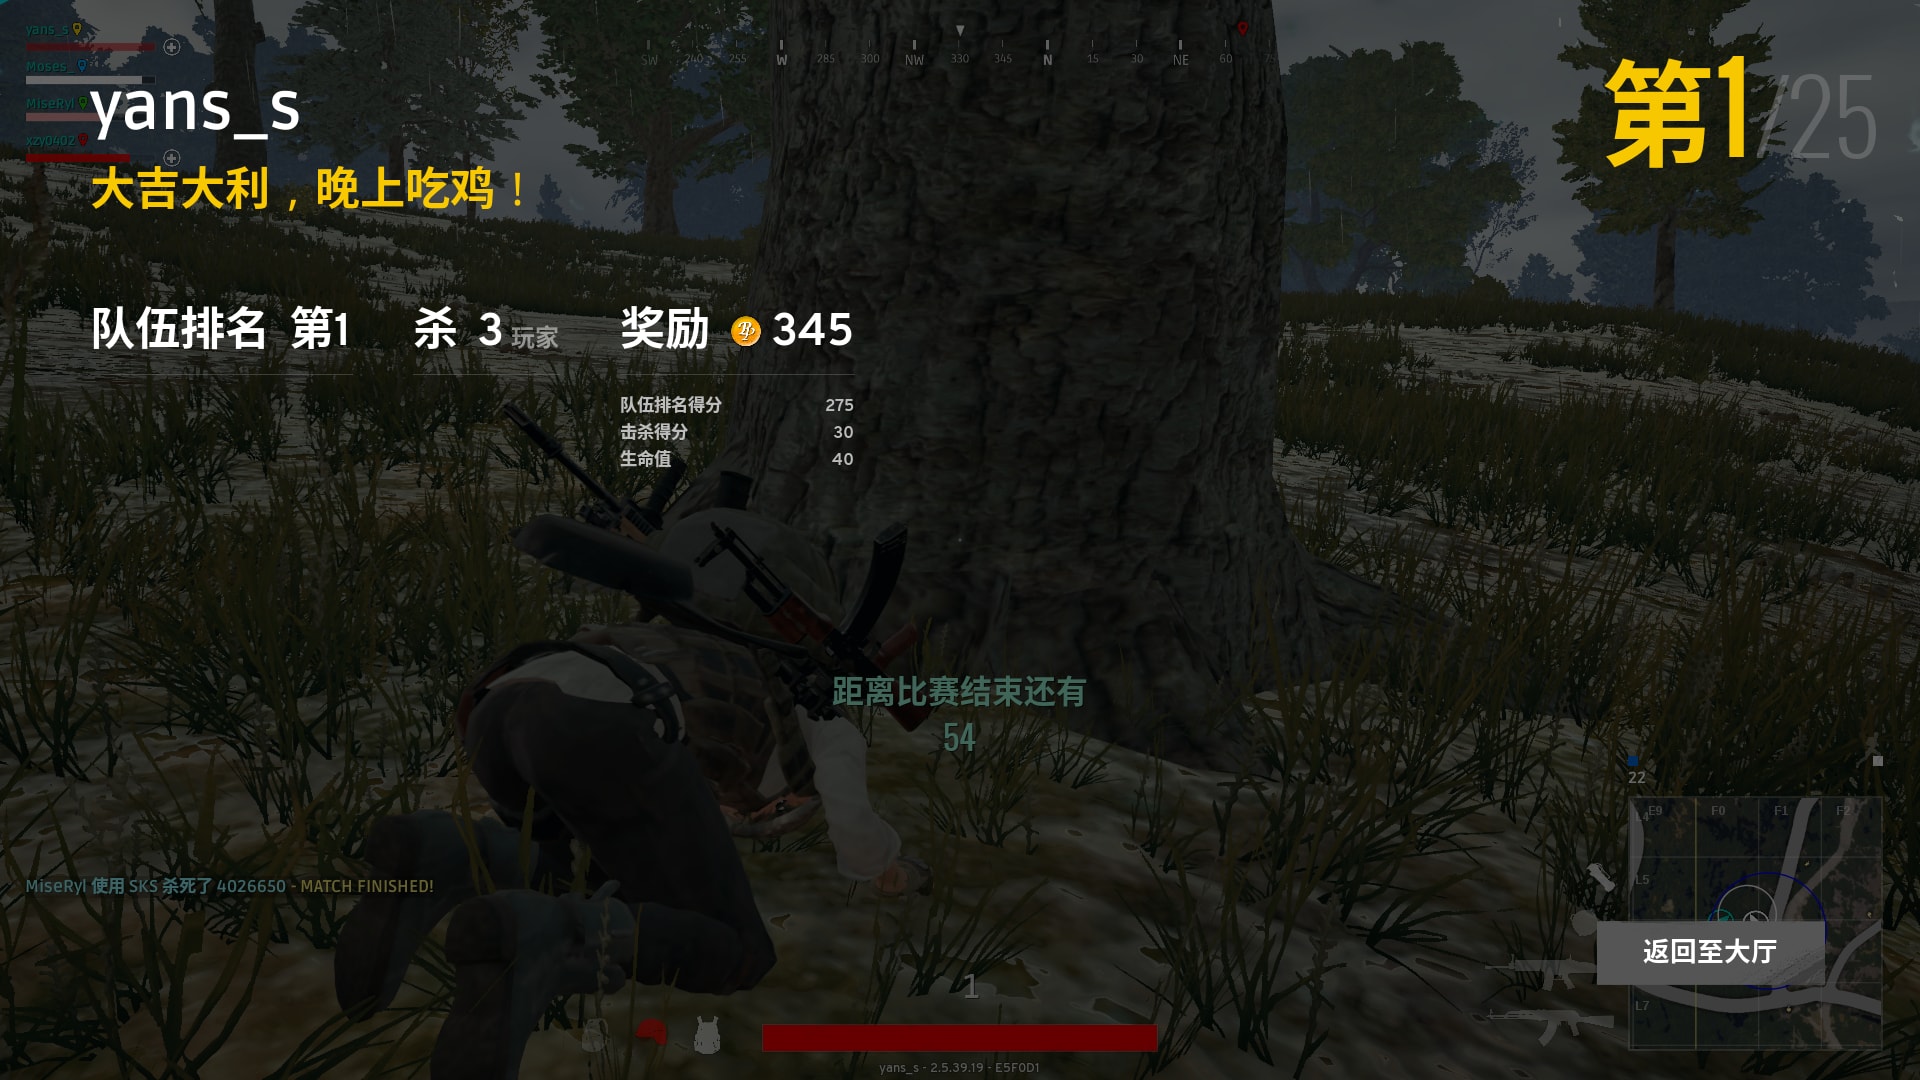 yans_s
Moses_
MiseRyl
xzy0402
SW 240 255 W 285 300 NW 330 345 N 15 30 NE 60 75
yans_s
大吉大利，晚上吃鸡！
第1/25
队伍排名 第1 杀 3 玩家 奖励 345
队伍排名得分 275
击杀得分 30
生命值 40
距离比赛结束还有
54
22
E9 F0 F1 F2
L4
L5
MiseRyl 使用 SKS 杀死了 4026650 - MATCH FINISHED!
返回至大厅
1
L7
yans_s - 2.5.39.19 - E5F0D1